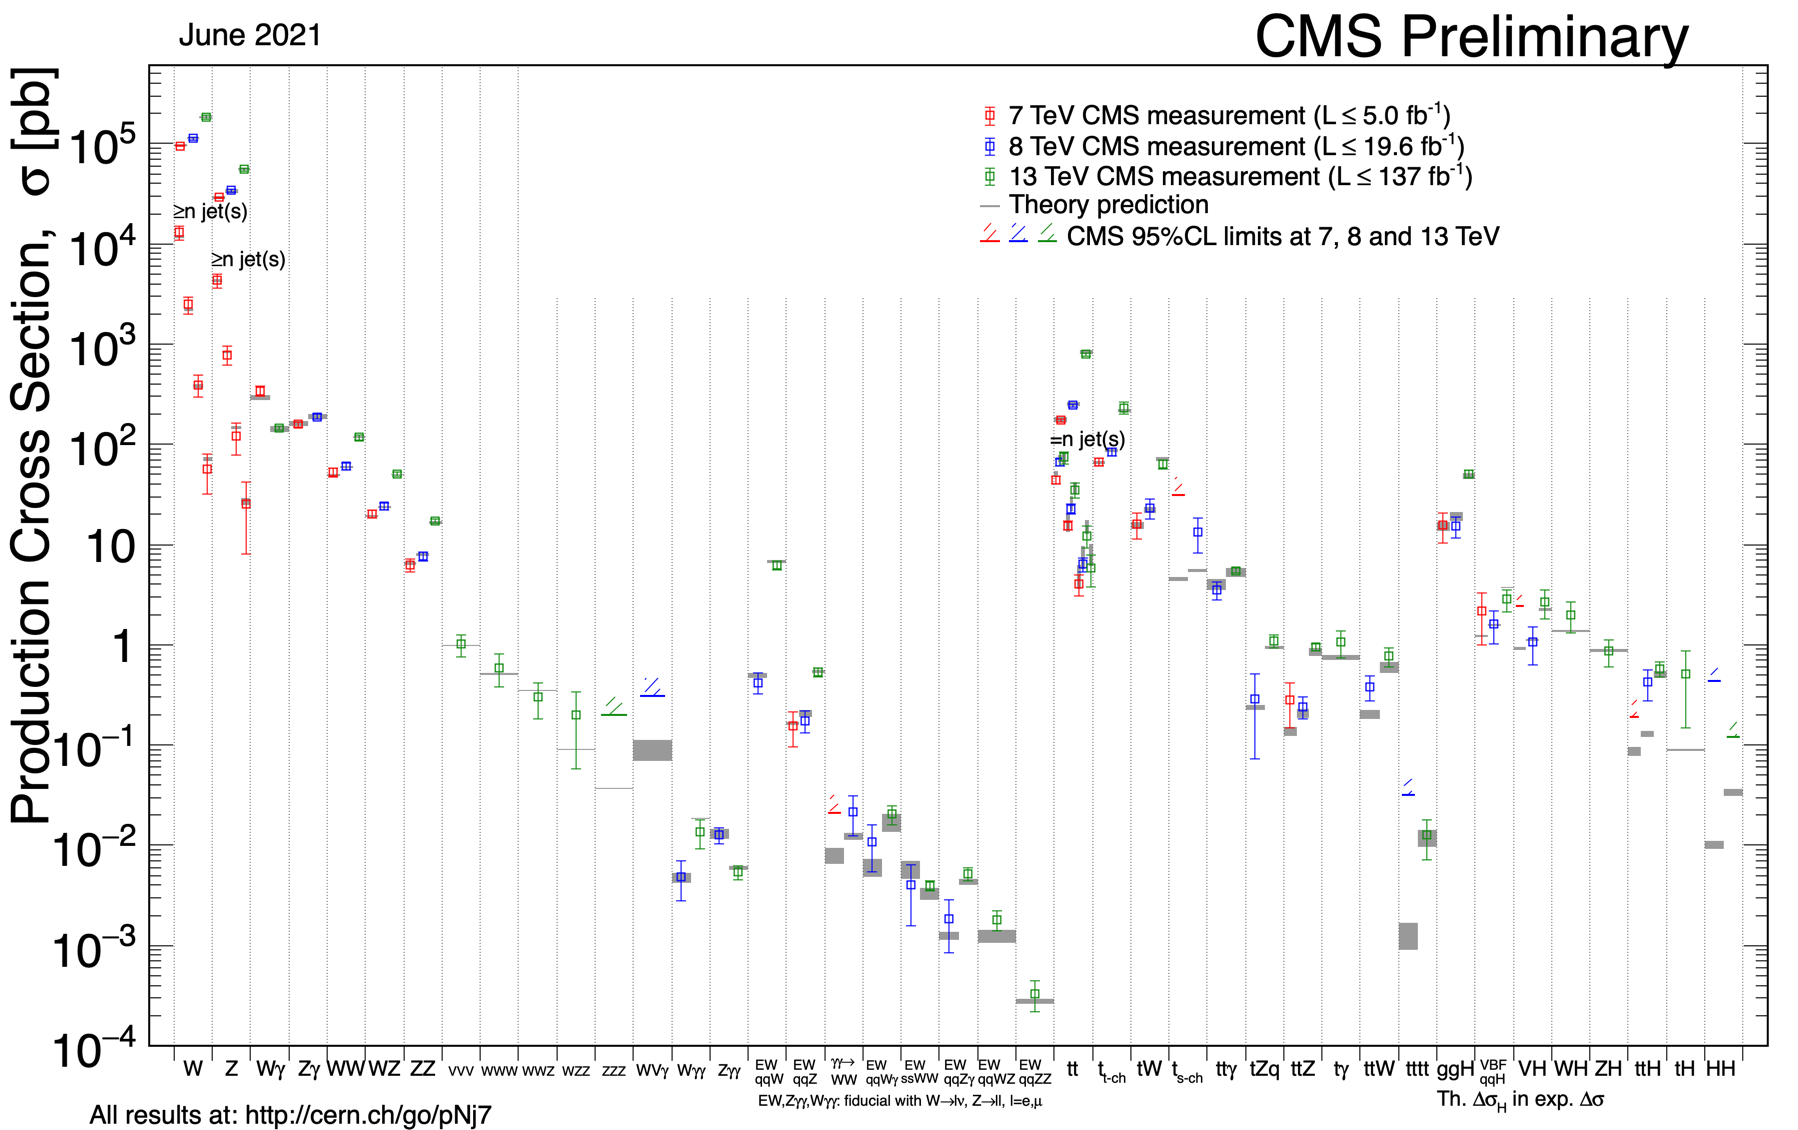 June 2021
CMS Preliminary
Production Cross Section, σ [pb]
7 TeV CMS measurement (L ≤ 5.0 fb⁻¹)
8 TeV CMS measurement (L ≤ 19.6 fb⁻¹)
13 TeV CMS measurement (L ≤ 137 fb⁻¹)
Theory prediction
CMS 95%CL limits at 7, 8 and 13 TeV
10⁵
≥n jet(s)
10⁴
≥n jet(s)
10³
=n jet(s)
10²
10
1
10⁻¹
10⁻²
10⁻³
10⁻⁴
W Z Wγ Zγ WW WZ ZZ VVV WWW WWZ WZZ ZZZ WVγ Wγγ Zγγ EW qqW EW qqZ γγ→ WW EW qqWγ EW ssWW EW qqZγ EW qqWZ EW qqZZ tt t t-ch tW t s-ch ttγ tZq ttZ tγ ttW tttt ggH VBF qqH VH WH ZH ttH tH HH
EW,Zγγ,Wγγ: fiducial with W→lν, Z→ll, l=e,μ
Th. Δσ_H in exp. Δσ
All results at: http://cern.ch/go/pNj7